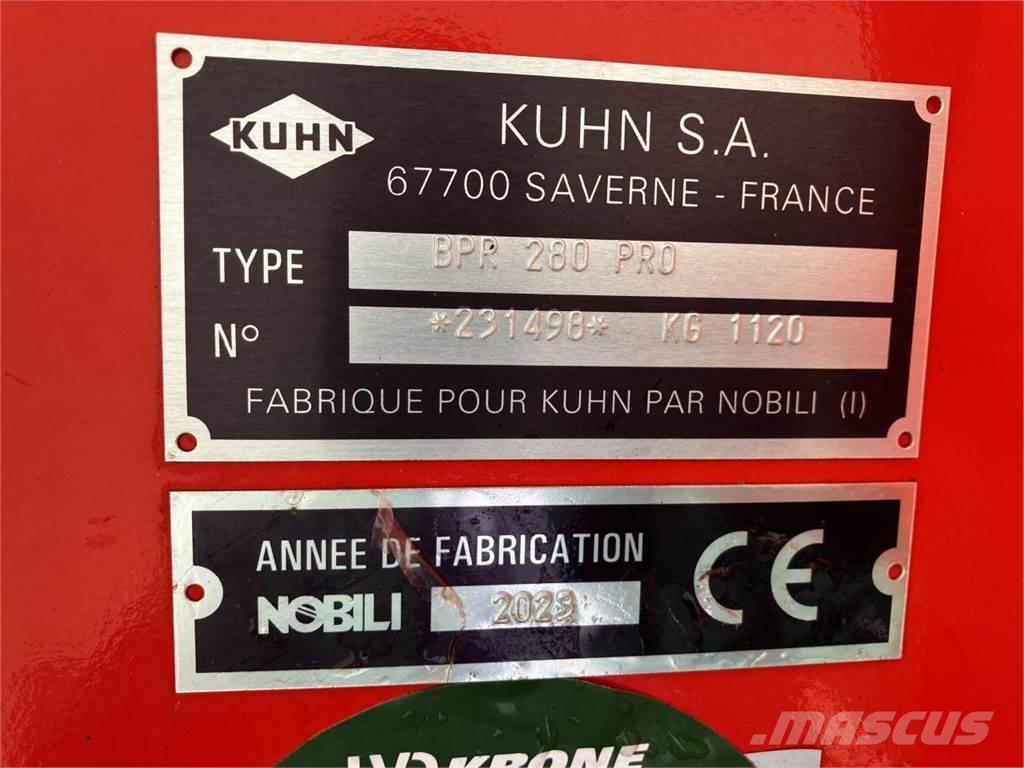 KUHN
KUHN S.A.
67700 SAVERNE - FRANCE
TYPE BPR 280 PRO
N° *231498* KG 1120
FABRIQUE POUR KUHN PAR NOBILI (I)
ANNEE DE FABRICATION
NOBILI 2023
CE
KRONE
mascus